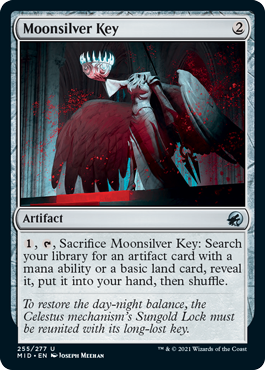 Moonsilver Key 2
Artifact
1, T, Sacrifice Moonsilver Key: Search
your library for an artifact card with a
mana ability or a basic land card, reveal
it, put it into your hand, then shuffle.
To restore the day-night balance, the
Celestus mechanism's Sungold Lock must
be reunited with its long-lost key.
255/277 U
MID • EN Joseph Meehan
™ & © 2021 Wizards of the Coast